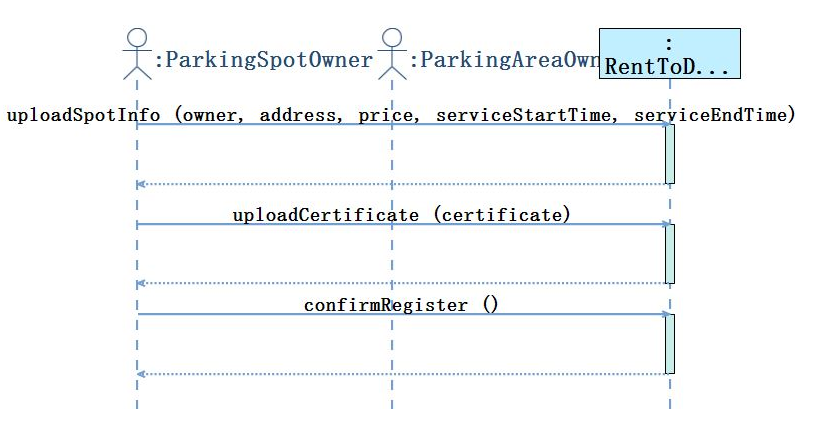 :ParkingSpotOwner
:ParkingAreaOwn
:
RentToD...
uploadSpotInfo (owner, address, price, serviceStartTime, serviceEndTime)
uploadCertificate (certificate)
confirmRegister ()